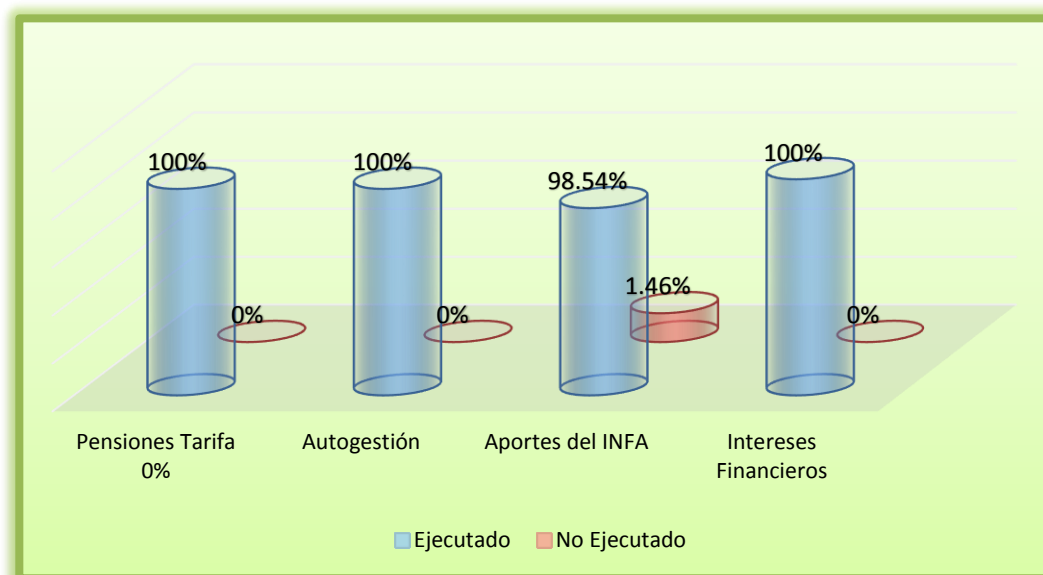 100%
100%
98.54%
100%
0%
0%
1.46%
0%
Pensiones Tarifa
0%
Autogestión
Aportes del INFA
Intereses
Financieros
Ejecutado
No Ejecutado